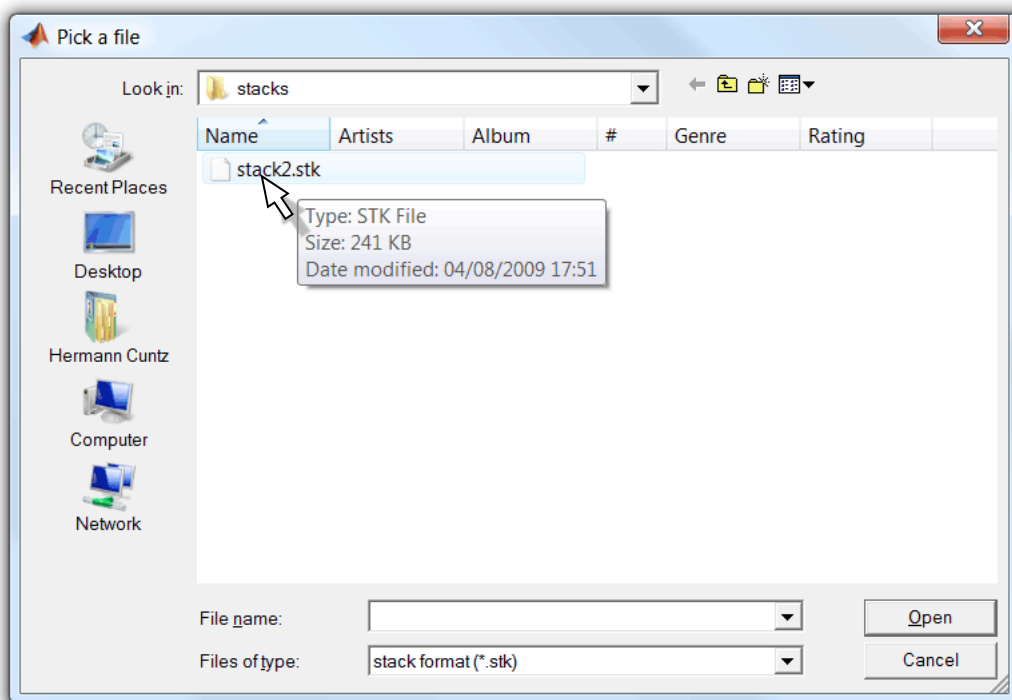 Pick a file
Look in: stacks
Name Artists Album # Genre Rating
stack2.stk
Type: STK File
Size: 241 KB
Date modified: 04/08/2009 17:51
Recent Places
Desktop
Hermann Cuntz
Computer
Network
File name: Open
Files of type: stack format (*.stk) Cancel